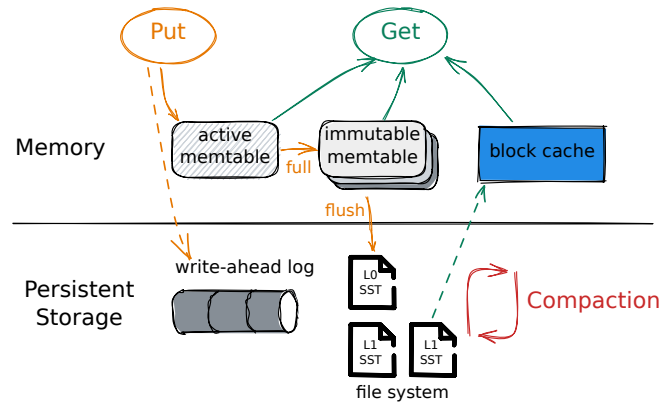 Put
Get
Memory
active
memtable
full
immutable
memtable
block cache
flush
Persistent
Storage
write-ahead log
L0
SST
L1
SST
L1
SST
file system
Compaction